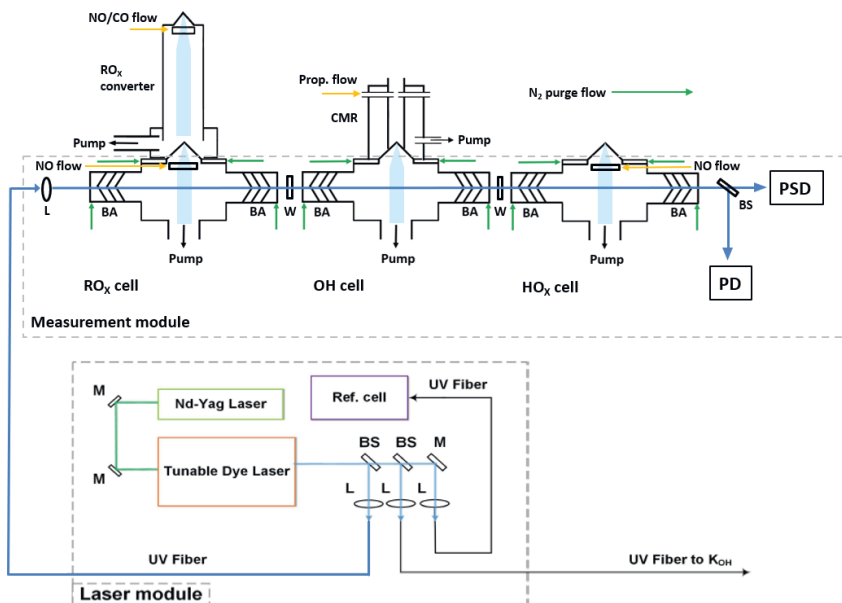 NO/CO flow
ROX
converter
Prop. flow
CMR
N2 purge flow
Pump
Pump
NO flow
NO flow
L
BA
BA
W
BA
BA
W
BA
BA
BS
PSD
Pump
Pump
Pump
PD
ROX cell
OH cell
HOX cell
Measurement module
M
Nd-Yag Laser
Ref. cell
UV Fiber
M
Tunable Dye Laser
BS
BS
M
L
L
L
UV Fiber
UV Fiber to KOH
Laser module